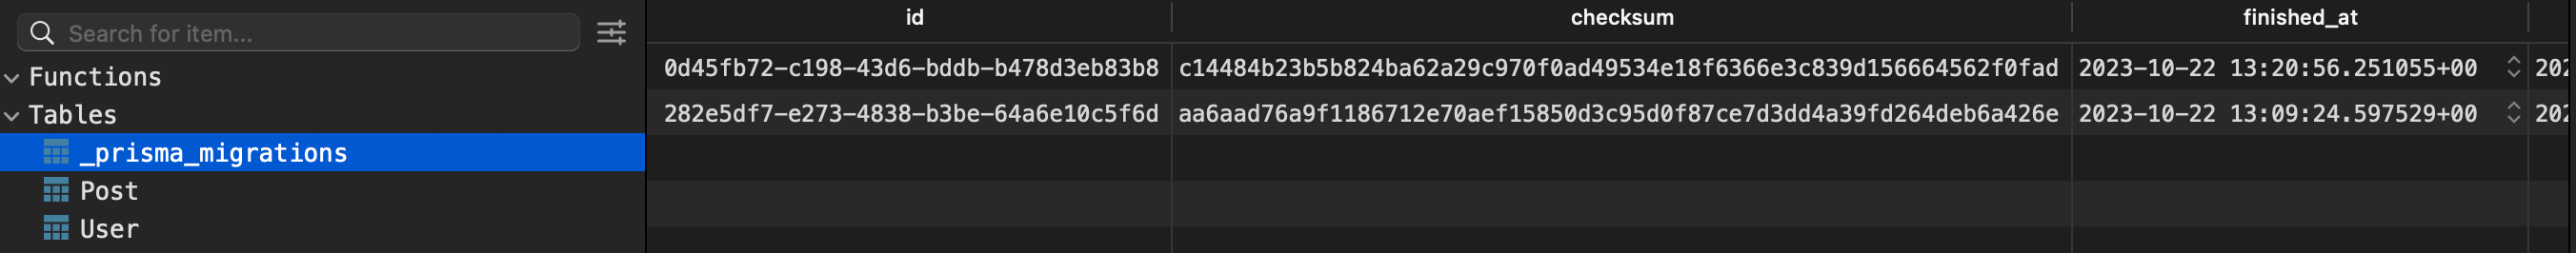 Search for item...
Functions
Tables
_prisma_migrations
Post
User
id checksum finished_at
0d45fb72-c198-43d6-bddb-b478d3eb83b8 c14484b23b5b824ba62a29c970f0ad49534e18f6366e3c839d156664562f0fad 2023-10-22 13:20:56.251055+00 202
282e5df7-e273-4838-b3be-64a6e10c5f6d aa6aad76a9f1186712e70aef15850d3c95d0f87ce7d3dd4a39fd264deb6a426e 2023-10-22 13:09:24.597529+00 202